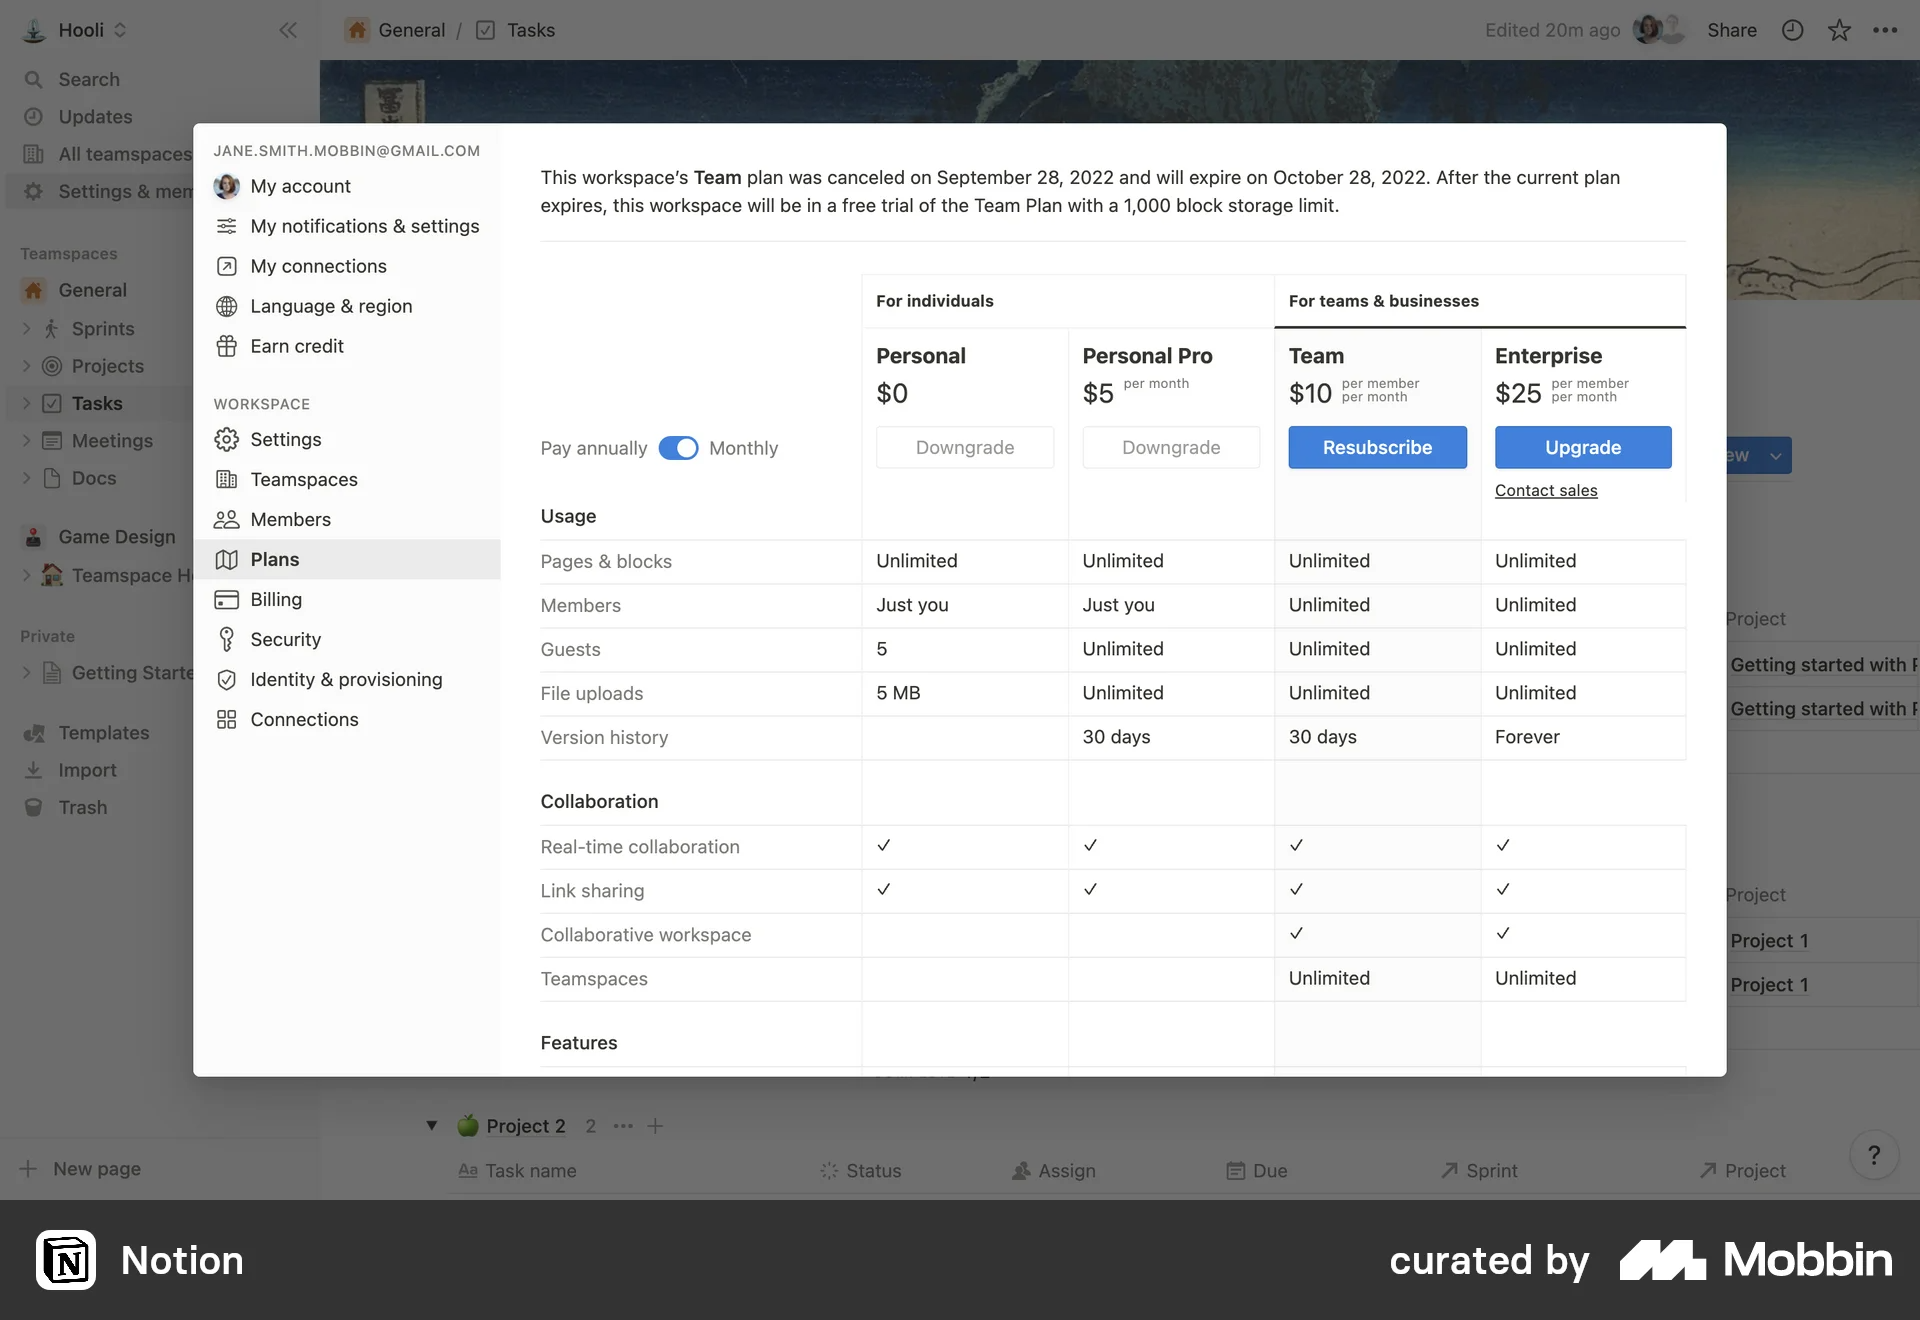 Hooli
General / Tasks
Edited 20m ago
Share
Search
Updates
All teamspaces
Settings & mem
Teamspaces
General
Sprints
Projects
Tasks
Meetings
Docs
Game Design
Teamspace H
Private
Getting Starte
Templates
Import
Trash
New page
JANE.SMITH.MOBBIN@GMAIL.COM
My account
My notifications & settings
My connections
Language & region
Earn credit
WORKSPACE
Settings
Teamspaces
Members
Plans
Billing
Security
Identity & provisioning
Connections
This workspace’s Team plan was canceled on September 28, 2022 and will expire on October 28, 2022. After the current plan
expires, this workspace will be in a free trial of the Team Plan with a 1,000 block storage limit.
For individuals
For teams & businesses
Personal
Personal Pro
Team
Enterprise
$0
$5 per month
$10 per member per month
$25 per member per month
Pay annually
Monthly
Downgrade
Downgrade
Resubscribe
Upgrade
Contact sales
Usage
Pages & blocks Unlimited Unlimited Unlimited Unlimited
Members Just you Just you Unlimited Unlimited
Guests 5 Unlimited Unlimited Unlimited
File uploads 5 MB Unlimited Unlimited Unlimited
Version history 30 days 30 days Forever
Collaboration
Real-time collaboration ✓ ✓ ✓ ✓
Link sharing ✓ ✓ ✓ ✓
Collaborative workspace ✓ ✓
Teamspaces Unlimited Unlimited
Features
ew
Project
Getting started with
Getting started with
Project
Project 1
Project 1
Project 2 2
Aa Task name
Status
Assign
Due
Sprint
Project
?
Notion
curated by Mobbin